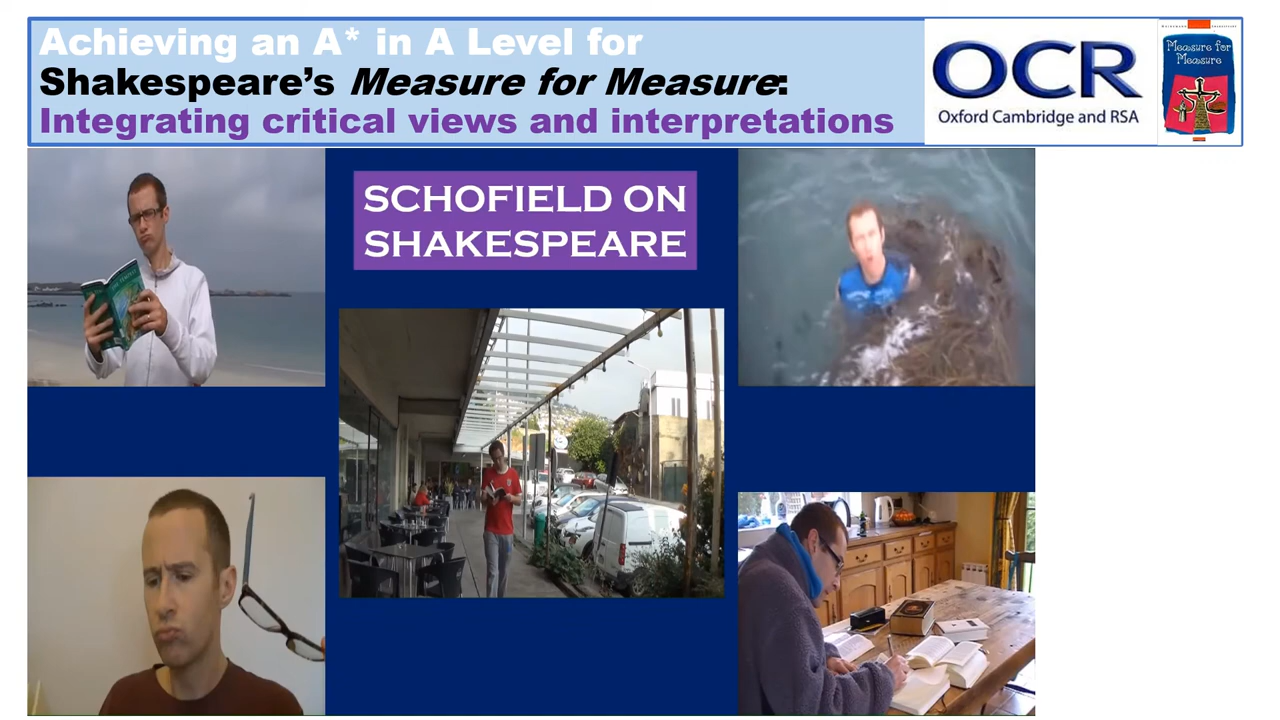 Achieving an A* in A Level for
Shakespeare’s Measure for Measure:
Integrating critical views and interpretations
OCR
Oxford Cambridge and RSA
Measure for
Measure
SCHOFIELD ON
SHAKESPEARE